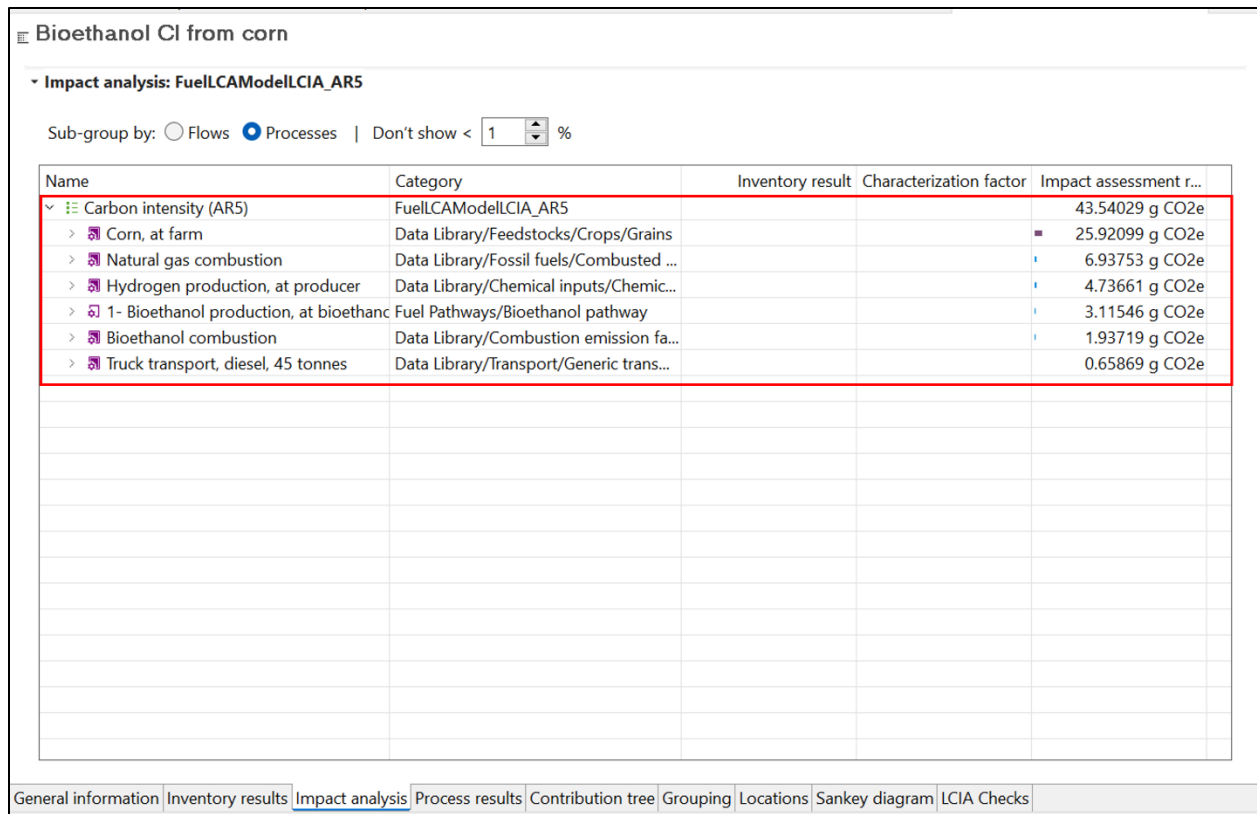 Bioethanol CI from corn
Impact analysis: FuelLCAModelLCIA_AR5
Sub-group by: Flows Processes | Don't show < 1 %
Name Category Inventory result Characterization factor Impact assessment r...
Carbon intensity (AR5) FuelLCAModelLCIA_AR5 43.54029 g CO2e
Corn, at farm Data Library/Feedstocks/Crops/Grains 25.92099 g CO2e
Natural gas combustion Data Library/Fossil fuels/Combusted ... 6.93753 g CO2e
Hydrogen production, at producer Data Library/Chemical inputs/Chemic... 4.73661 g CO2e
1- Bioethanol production, at bioethanc Fuel Pathways/Bioethanol pathway 3.11546 g CO2e
Bioethanol combustion Data Library/Combustion emission fa... 1.93719 g CO2e
Truck transport, diesel, 45 tonnes Data Library/Transport/Generic trans... 0.65869 g CO2e
General information Inventory results Impact analysis Process results Contribution tree Grouping Locations Sankey diagram LCIA Checks